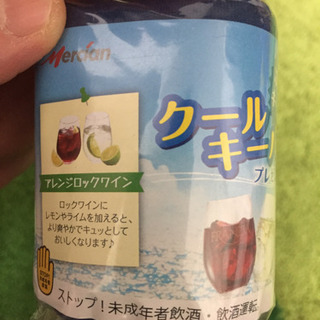 Mercian
アレンジロックワイン
ロックワインに
レモンやライムを加えると、
より爽やかでキュッとして
おいしくなります♪
クール
キー
プレ
ストップ!未成年者飲酒・飲酒運転